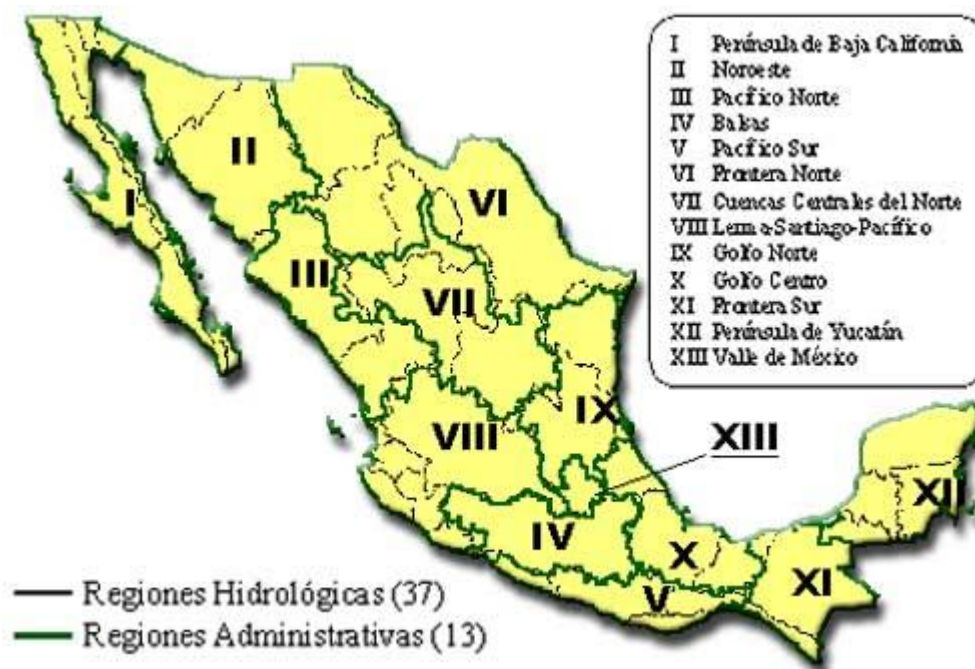 I Península de Baja California
II Noroeste
III Pacífico Norte
IV Balsas
V Pacífico Sur
VI Frontera Norte
VII Cuencas Centrales del Norte
VIII Lerma-Santiago-Pacífico
IX Golfo Norte
X Golfo Centro
XI Frontera Sur
XII Península de Yucatán
XIII Valle de México
II
VI
I
III
VII
IX
VIII
XIII
XII
IV
X
XI
V
Regiones Hidrológicas (37)
Regiones Administrativas (13)